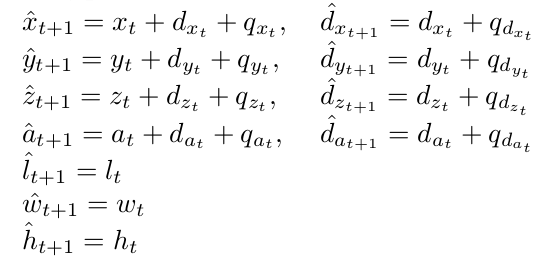 x̂_{t+1} = x_t + d_{x_t} + q_{x_t}, d̂_{x_{t+1}} = d_{x_t} + q_{d_{x_t}}
ŷ_{t+1} = y_t + d_{y_t} + q_{y_t}, d̂_{y_{t+1}} = d_{y_t} + q_{d_{y_t}}
ẑ_{t+1} = z_t + d_{z_t} + q_{z_t}, d̂_{z_{t+1}} = d_{z_t} + q_{d_{z_t}}
â_{t+1} = a_t + d_{a_t} + q_{a_t}, d̂_{a_{t+1}} = d_{a_t} + q_{d_{a_t}}
l̂_{t+1} = l_t
ŵ_{t+1} = w_t
ĥ_{t+1} = h_t